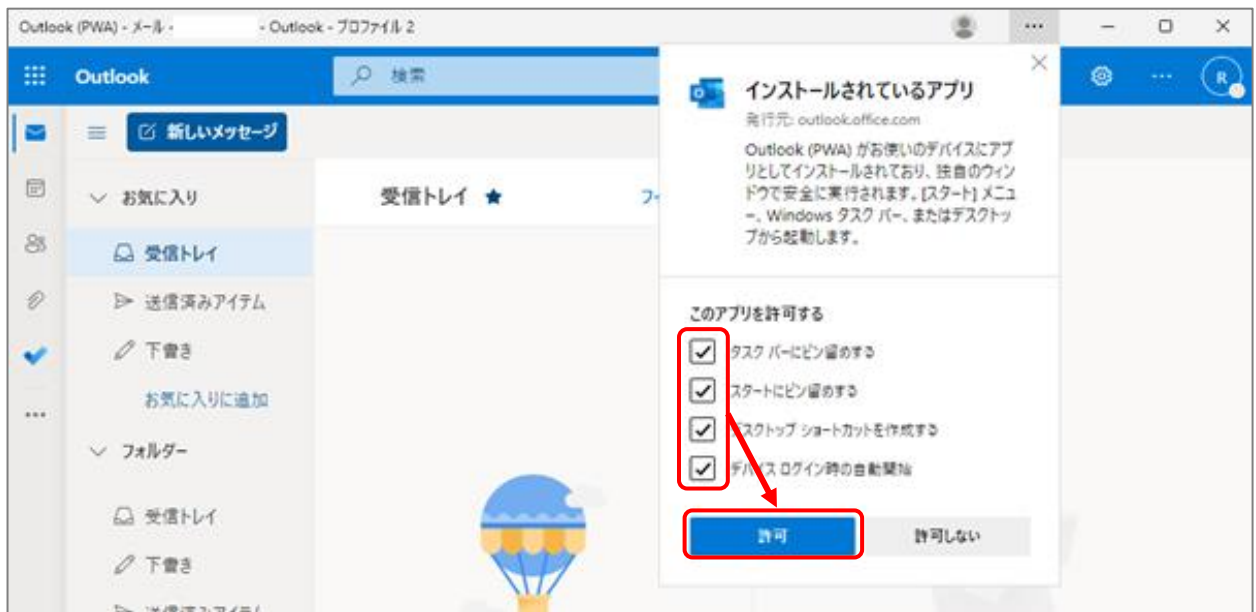 Outlook (PWA) - メール - - Outlook - プロファイル 2
Outlook
検索
R
新しいメッセージ
お気に入り
受信トレイ
送信済みアイテム
下書き
お気に入りに追加
フォルダー
受信トレイ
下書き
送信済みアイテム
受信トレイ ★
フィ
インストールされているアプリ
発行元: outlook.office.com
Outlook (PWA) がお使いのデバイスにアプ
リとしてインストールされており、独自のウィン
ドウで安全に実行されます。[スタート] メニュ
ー、Windows タスク バー、またはデスクトッ
プから起動します。
このアプリを許可する
タスク バーにピン留めする
スタートにピン留めする
デスクトップ ショートカットを作成する
デバイス ログイン時の自動開始
許可
許可しない